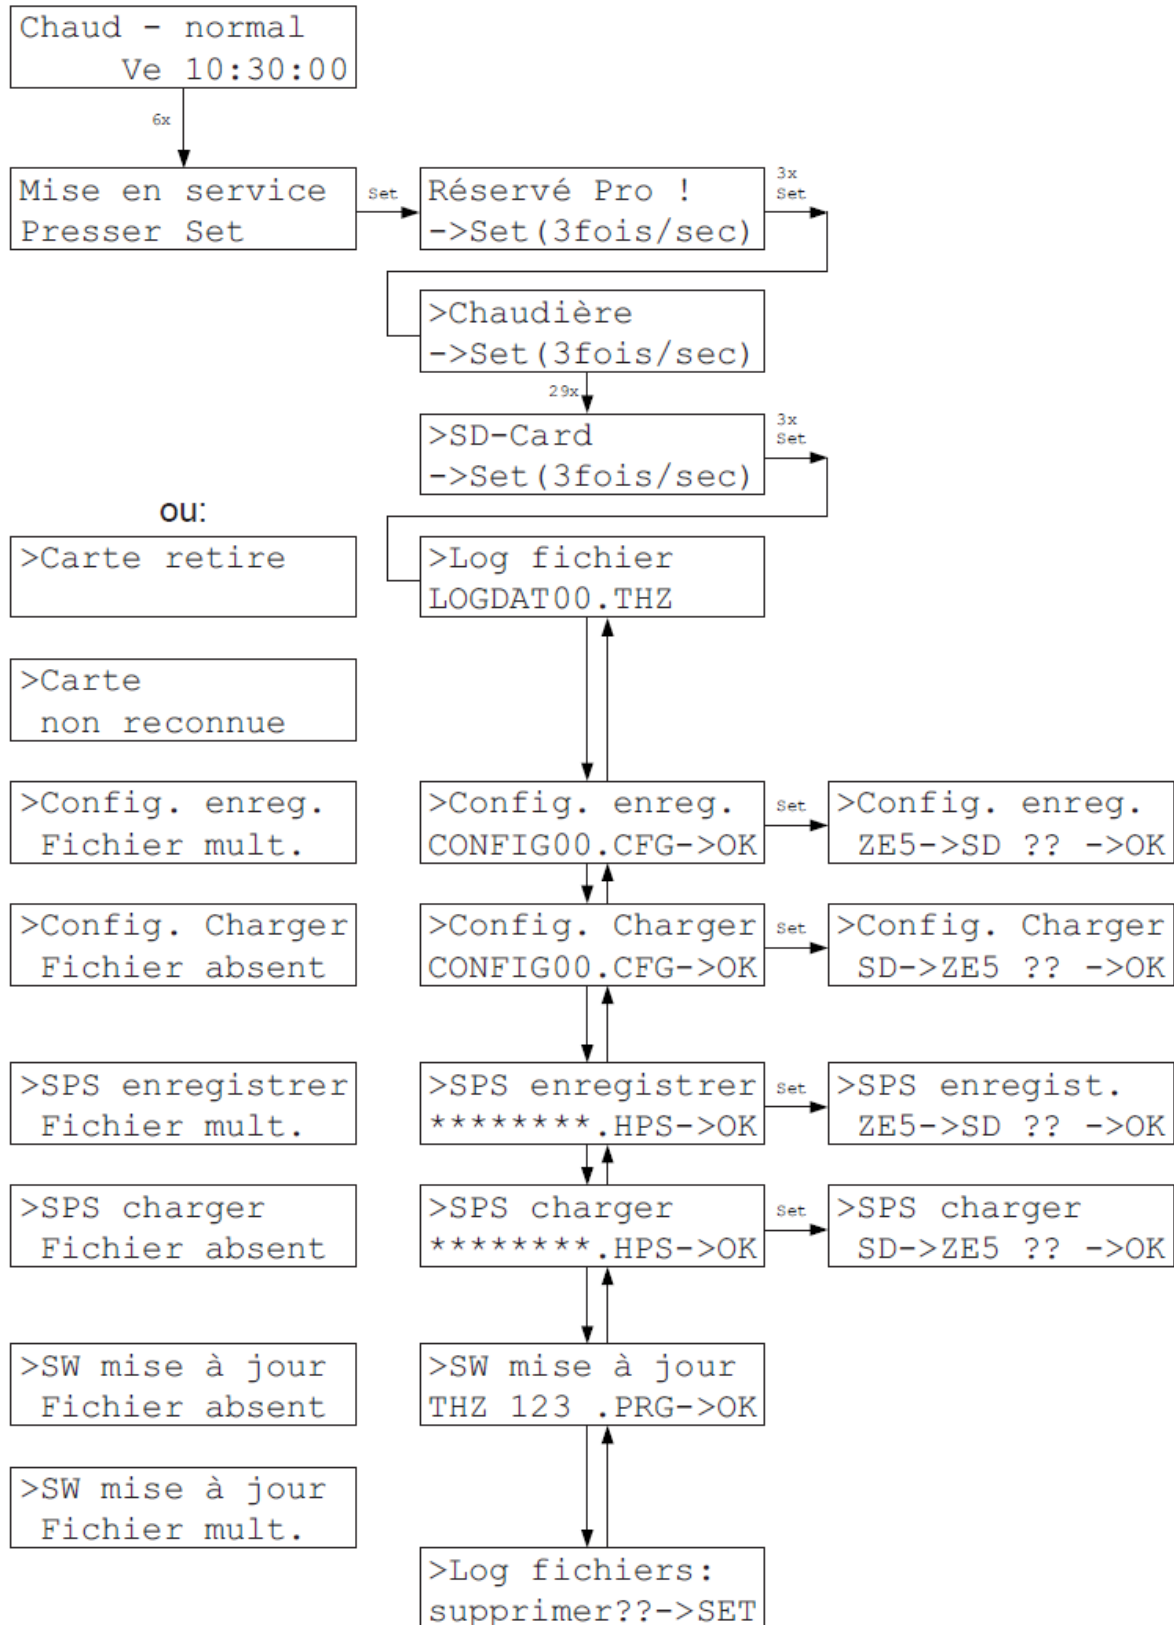 Chaud - normal
Ve 10:30:00
6x
Mise en service
Presser Set
Set
Réservé Pro !
->Set(3fois/sec)
3x
Set
>Chaudière
->Set(3fois/sec)
29x
>SD-Card
->Set(3fois/sec)
3x
Set
ou:
>Carte retire
>Log fichier
LOGDAT00.THZ
>Carte
non reconnue
>Config. enreg.
Fichier mult.
>Config. enreg.
CONFIG00.CFG->OK
Set
>Config. enreg.
ZE5->SD ?? ->OK
>Config. Charger
Fichier absent
>Config. Charger
CONFIG00.CFG->OK
Set
>Config. Charger
SD->ZE5 ?? ->OK
>SPS enregistrer
Fichier mult.
>SPS enregistrer
********.HPS->OK
Set
>SPS enregist.
ZE5->SD ?? ->OK
>SPS charger
Fichier absent
>SPS charger
********.HPS->OK
Set
>SPS charger
SD->ZE5 ?? ->OK
>SW mise à jour
Fichier absent
>SW mise à jour
THZ 123 .PRG->OK
>SW mise à jour
Fichier mult.
>Log fichiers:
supprimer??->SET